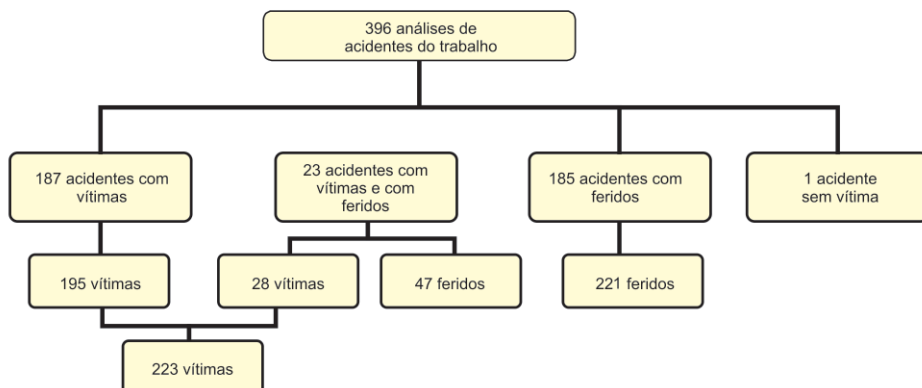 396 análises de
acidentes do trabalho
187 acidentes com
vítimas
23 acidentes com
vítimas e com
feridos
185 acidentes com
feridos
1 acidente
sem vítima
195 vítimas
28 vítimas
47 feridos
221 feridos
223 vítimas